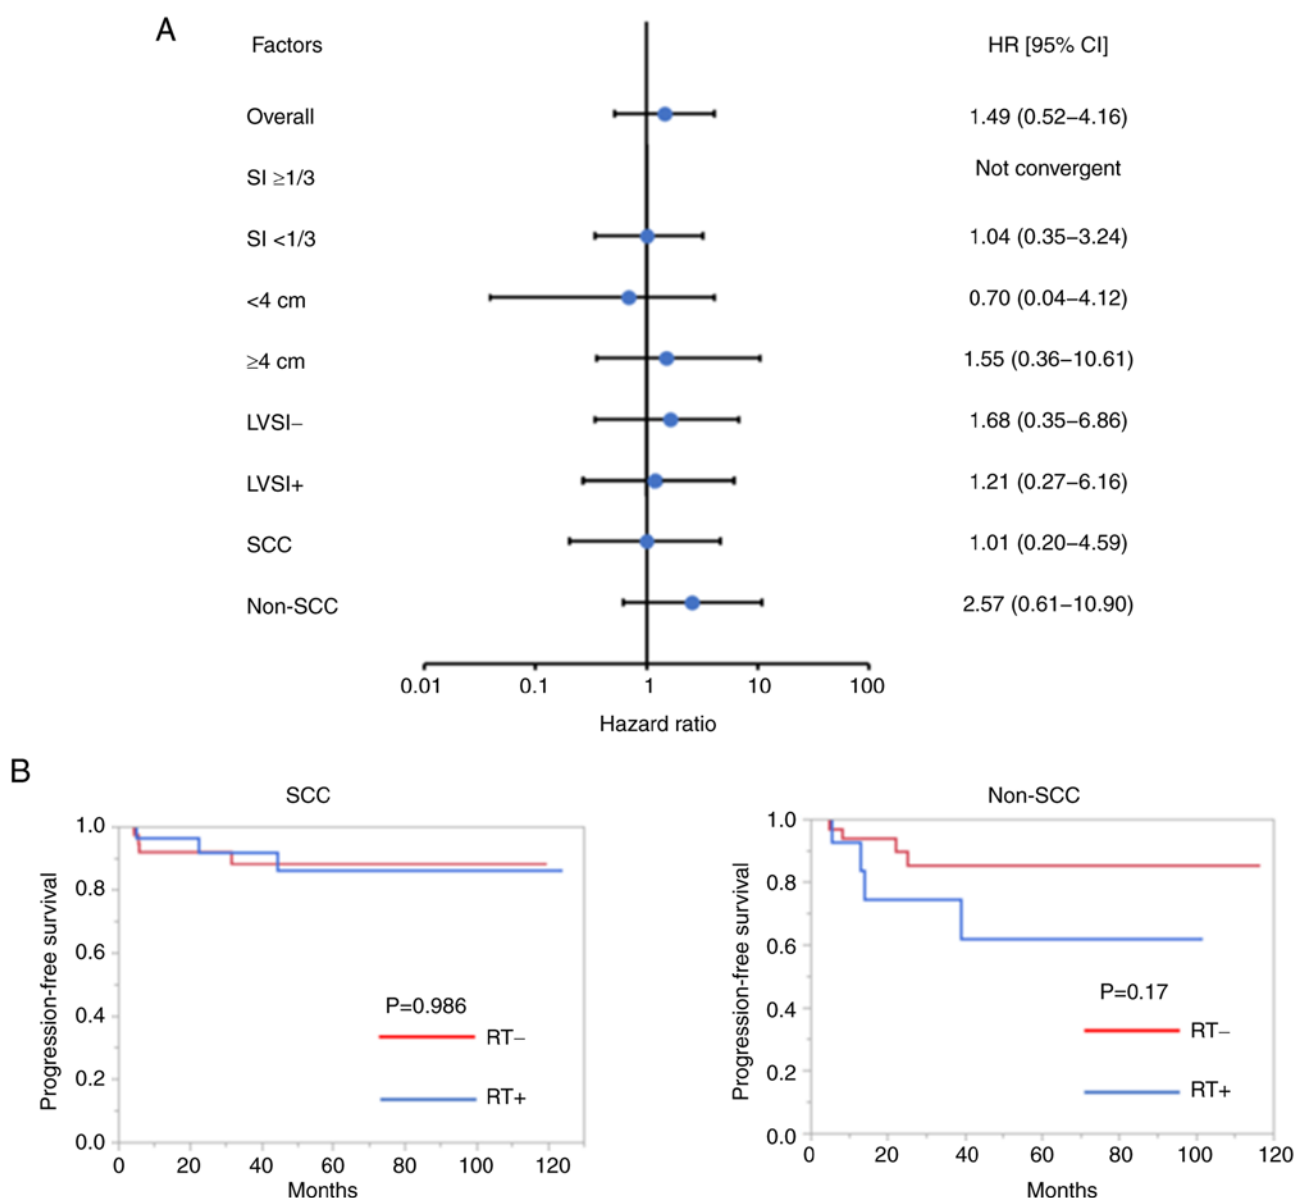 A
Factors HR [95% CI]
Overall 1.49 (0.52–4.16)
SI ≥1/3 Not convergent
SI <1/3 1.04 (0.35–3.24)
<4 cm 0.70 (0.04–4.12)
≥4 cm 1.55 (0.36–10.61)
LVSI– 1.68 (0.35–6.86)
LVSI+ 1.21 (0.27–6.16)
SCC 1.01 (0.20–4.59)
Non-SCC 2.57 (0.61–10.90)
0.01 0.1 1 10 100
Hazard ratio
B
SCC
Progression-free survival
1.0
0.8
0.6
0.4
0.2
0.0
P=0.986
RT–
RT+
0 20 40 60 80 100 120
Months
Non-SCC
Progression-free survival
1.0
0.8
0.6
0.4
0.2
0.0
P=0.17
RT–
RT+
0 20 40 60 80 100 120
Months